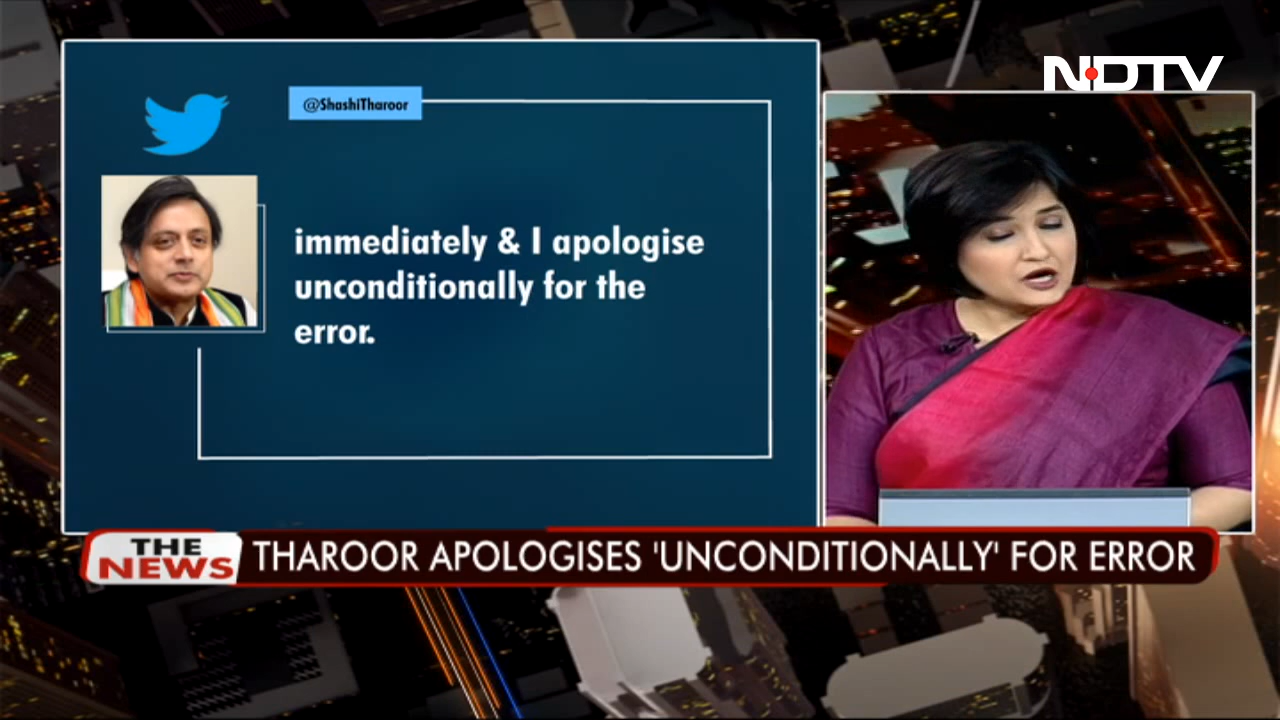 NDTV
@ShashiTharoor
immediately & I apologise
unconditionally for the
error.
THE
NEWS
THAROOR APOLOGISES 'UNCONDITIONALLY' FOR ERROR